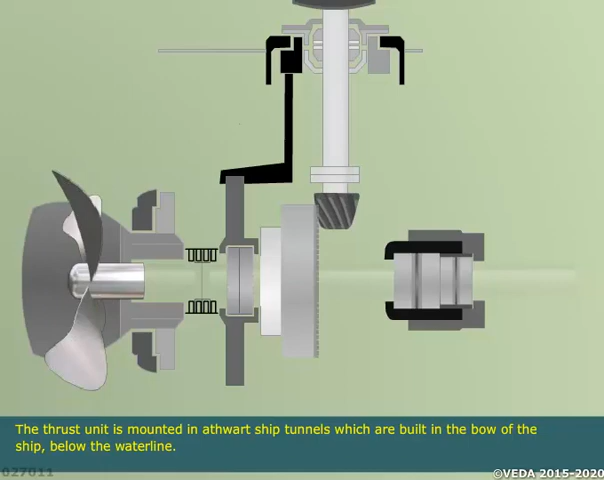 The thrust unit is mounted in athwart ship tunnels which are built in the bow of the
ship, below the waterline.
027011
©VEDA 2015-2020